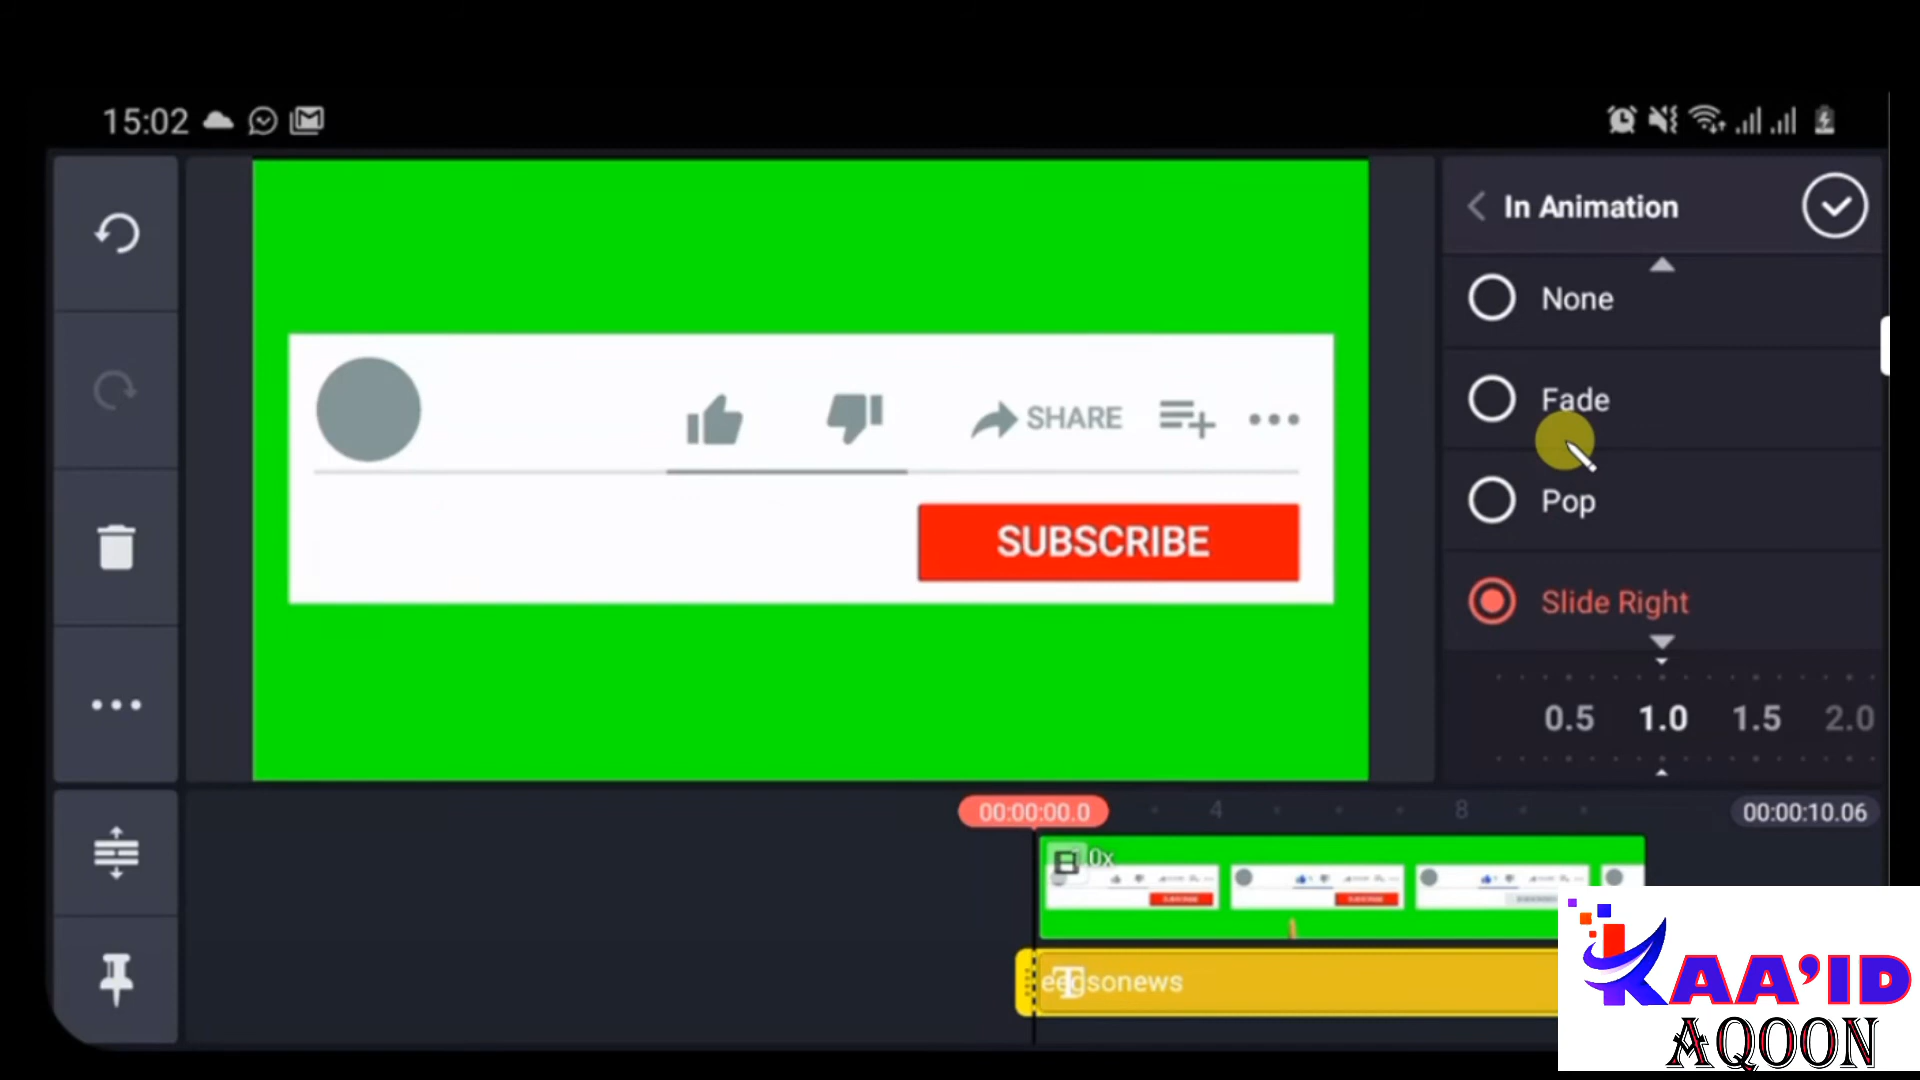 15:02
In Animation
None
Fade
Pop
Slide Right
0.5 1.0 1.5 2.0
SHARE
SUBSCRIBE
00:00:00.0 4 8 00:00:10.06
.0x
eegsonews
KAA'ID
AQOON